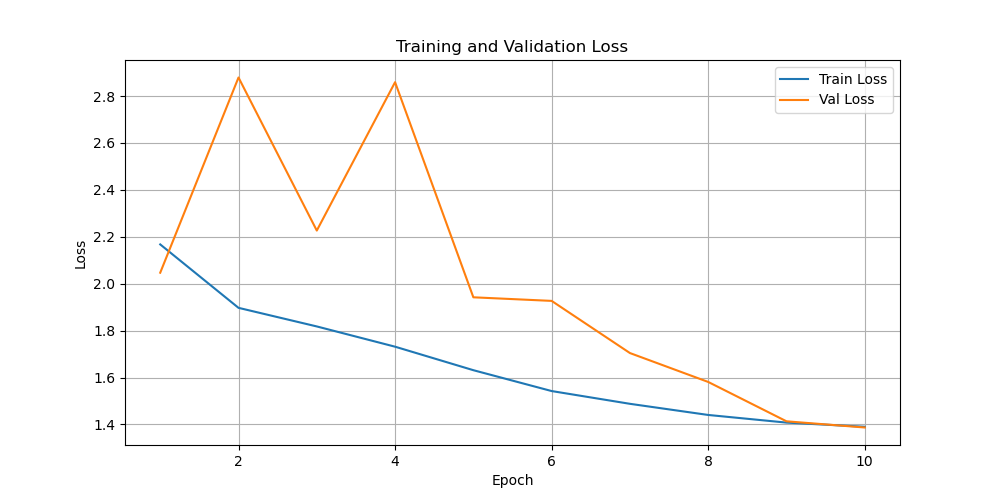 Training and Validation Loss
Train Loss
Val Loss
2.8
2.6
2.4
2.2
2.0
1.8
1.6
1.4
Loss
2 4 6 8 10
Epoch